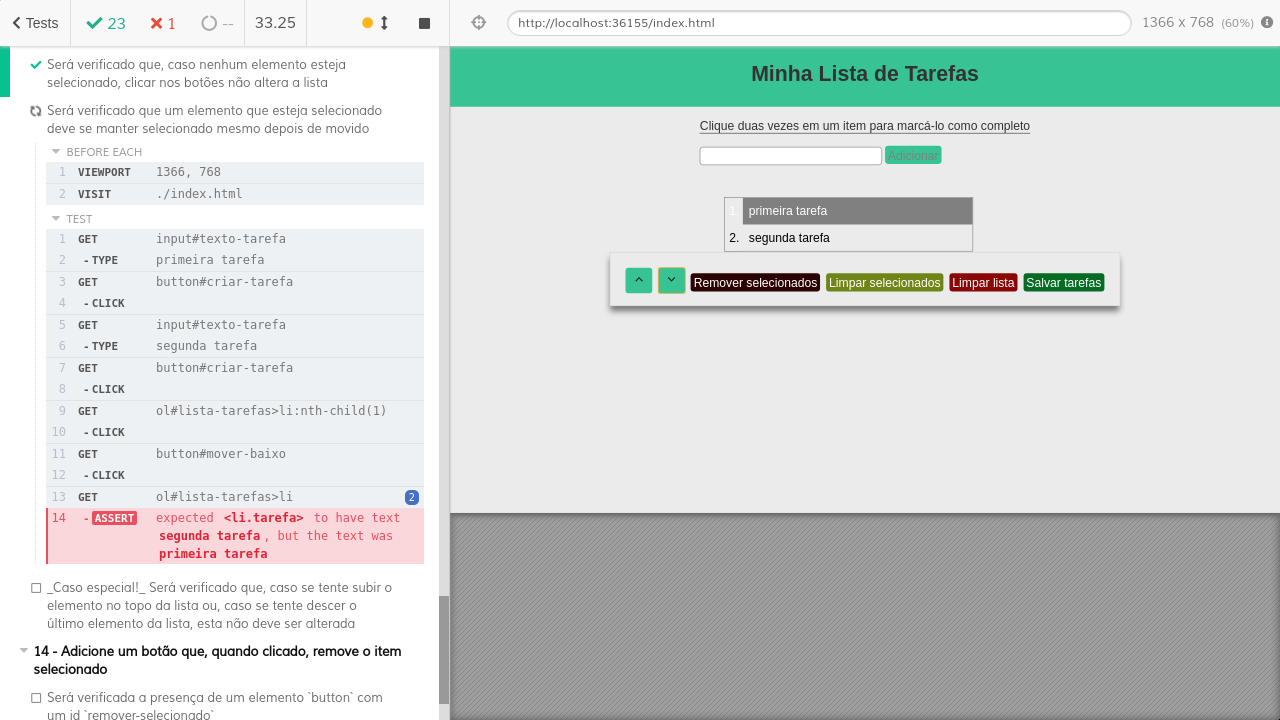 Tests
23
1
--
33.25
http://localhost:36155/index.html
1366 x 768 (60%)
Será verificado que, caso nenhum elemento esteja
selecionado, clicar nos botões não altera a lista
Será verificado que um elemento que esteja selecionado
deve se manter selecionado mesmo depois de movido
BEFORE EACH
1 VIEWPORT 1366, 768
2 VISIT ./index.html
TEST
1 GET input#texto-tarefa
2 -TYPE primeira tarefa
3 GET button#criar-tarefa
4 -CLICK
5 GET input#texto-tarefa
6 -TYPE segunda tarefa
7 GET button#criar-tarefa
8 -CLICK
9 GET ol#lista-tarefas>li:nth-child(1)
10 -CLICK
11 GET button#mover-baixo
12 -CLICK
13 GET ol#lista-tarefas>li 2
14 -ASSERT expected <li.tarefa> to have text
segunda tarefa, but the text was
primeira tarefa
_Caso especial!_ Será verificado que, caso se tente subir o
elemento no topo da lista ou, caso se tente descer o
último elemento da lista, esta não deve ser alterada
14 - Adicione um botão que, quando clicado, remove o item
selecionado
Será verificada a presença de um elemento `button` com
um id `remover-selecionado`
Minha Lista de Tarefas
Clique duas vezes em um item para marcá-lo como completo
Adicionar
1. primeira tarefa
2. segunda tarefa
Remover selecionados Limpar selecionados Limpar lista Salvar tarefas